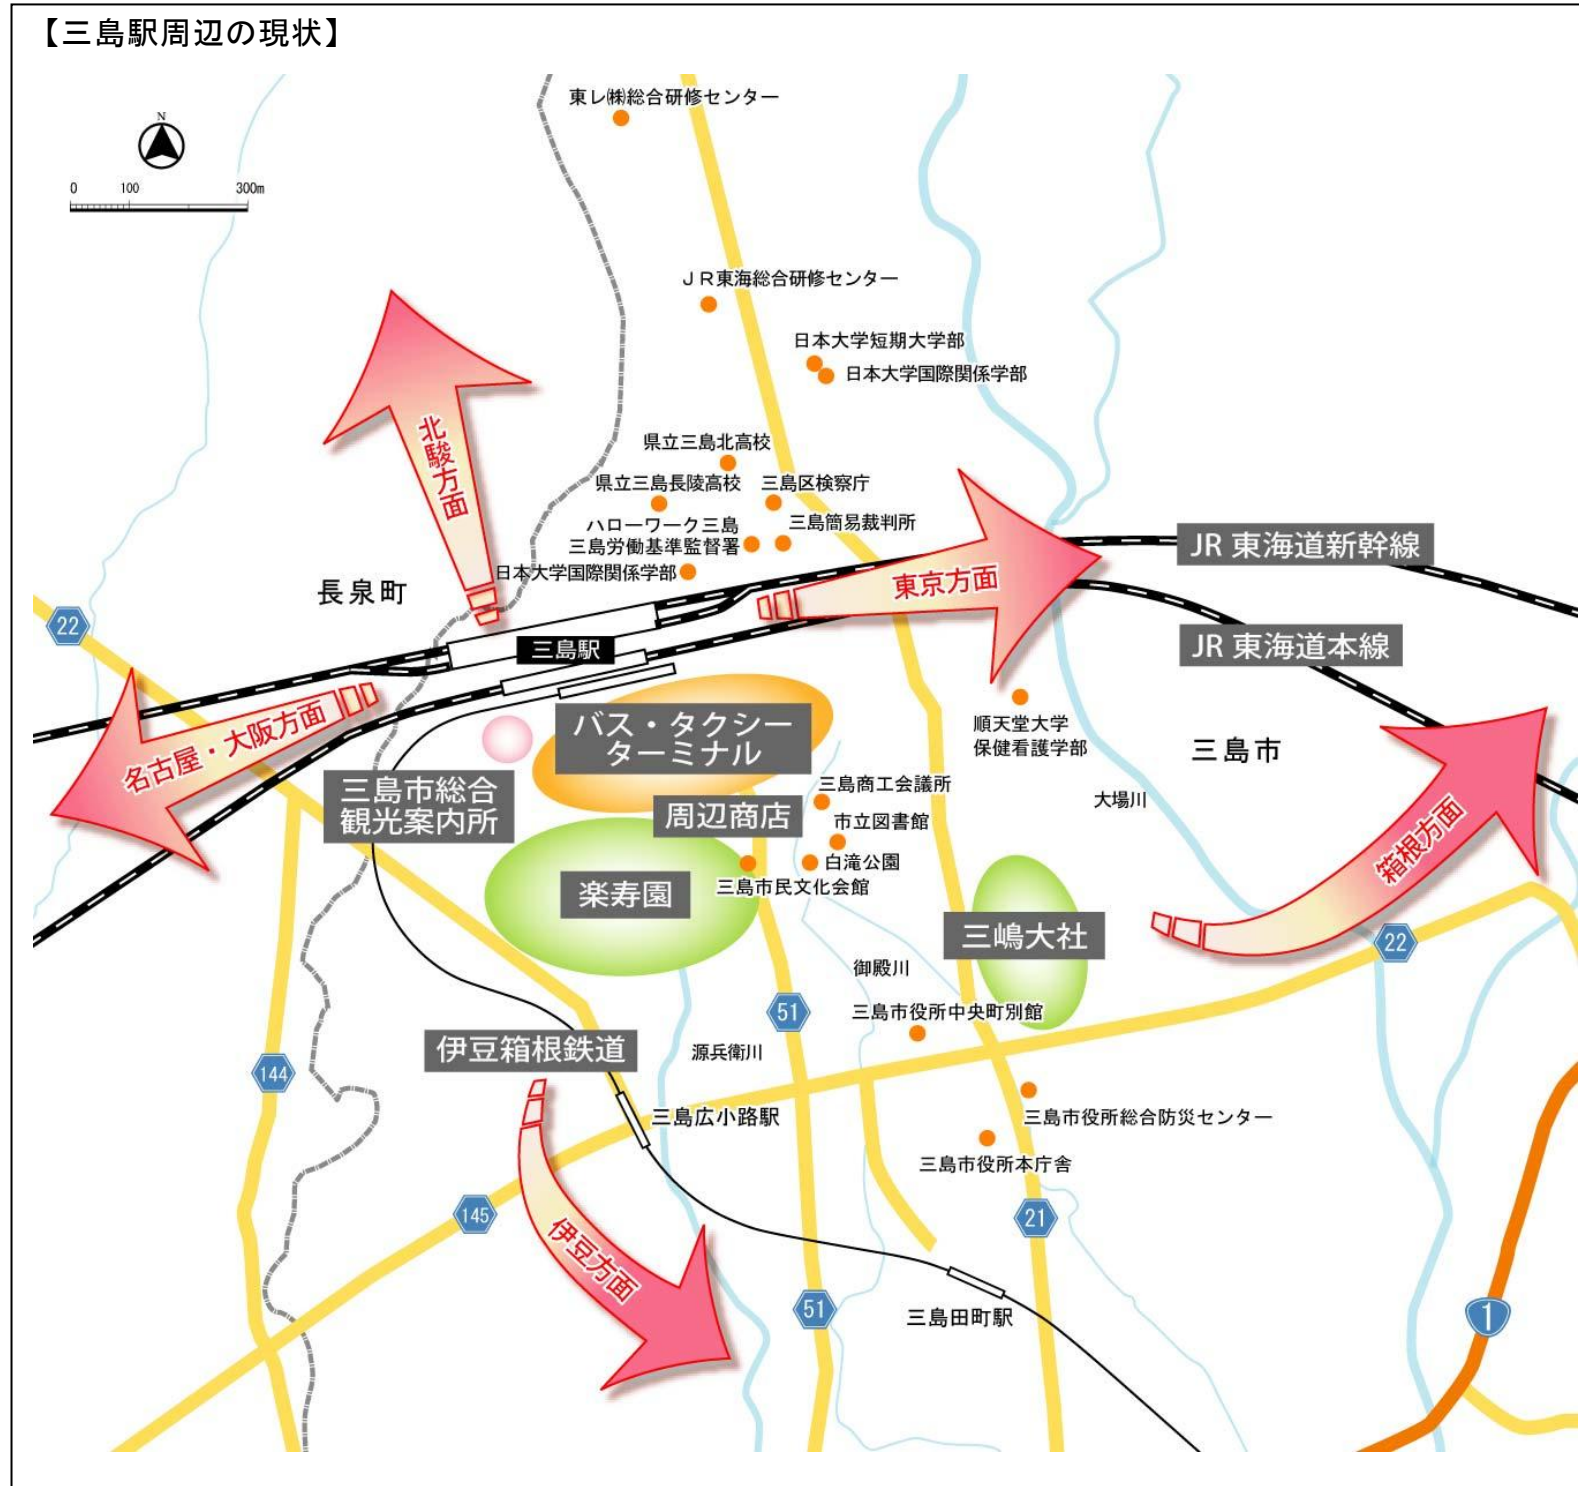 【三島駅周辺の現状】
N
0 100 300m
東レ㈱総合研修センター
JR東海総合研修センター
日本大学短期大学部
日本大学国際関係学部
北駿方面
県立三島北高校
県立三島長陵高校
三島区検察庁
ハローワーク三島
三島労働基準監督署
三島簡易裁判所
日本大学国際関係学部
東京方面
JR 東海道新幹線
長泉町
22
三島駅
JR 東海道本線
名古屋・大阪方面
バス・タクシー
ターミナル
順天堂大学
保健看護学部
三島市
三島市総合
観光案内所
周辺商店
三島商工会議所
市立図書館
大場川
箱根方面
白滝公園
三島市民文化会館
楽寿園
三嶋大社
22
御殿川
51
三島市役所中央町別館
伊豆箱根鉄道
源兵衛川
144
三島広小路駅
三島市役所総合防災センター
三島市役所本庁舎
145
21
伊豆方面
51
三島田町駅
1